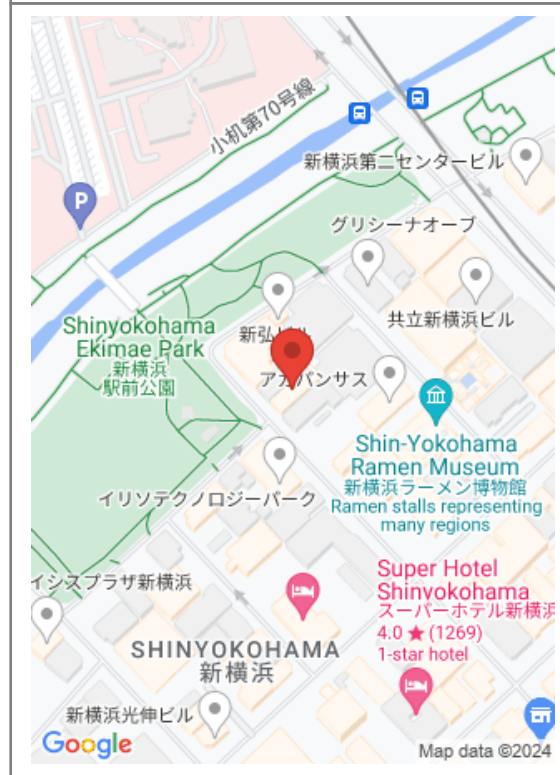 小机第70号線
新横浜第二センタービル
P
グリシーナオーブ
共立新横浜ビル
新弘ビル
Shinyokohama
Ekimae Park
新横浜
駅前公園
アガパンサス
Shin-Yokohama
Ramen Museum
新横浜ラーメン博物館
Ramen stalls representing
many regions
イリソテクノロジーパーク
イシスプラザ新横浜
Super Hotel
Shinyokohama
スーパーホテル新横浜
4.0 ★ (1269)
1-star hotel
SHINYOKOHAMA
新横浜
新横浜光伸ビル
Google
Map data ©2024